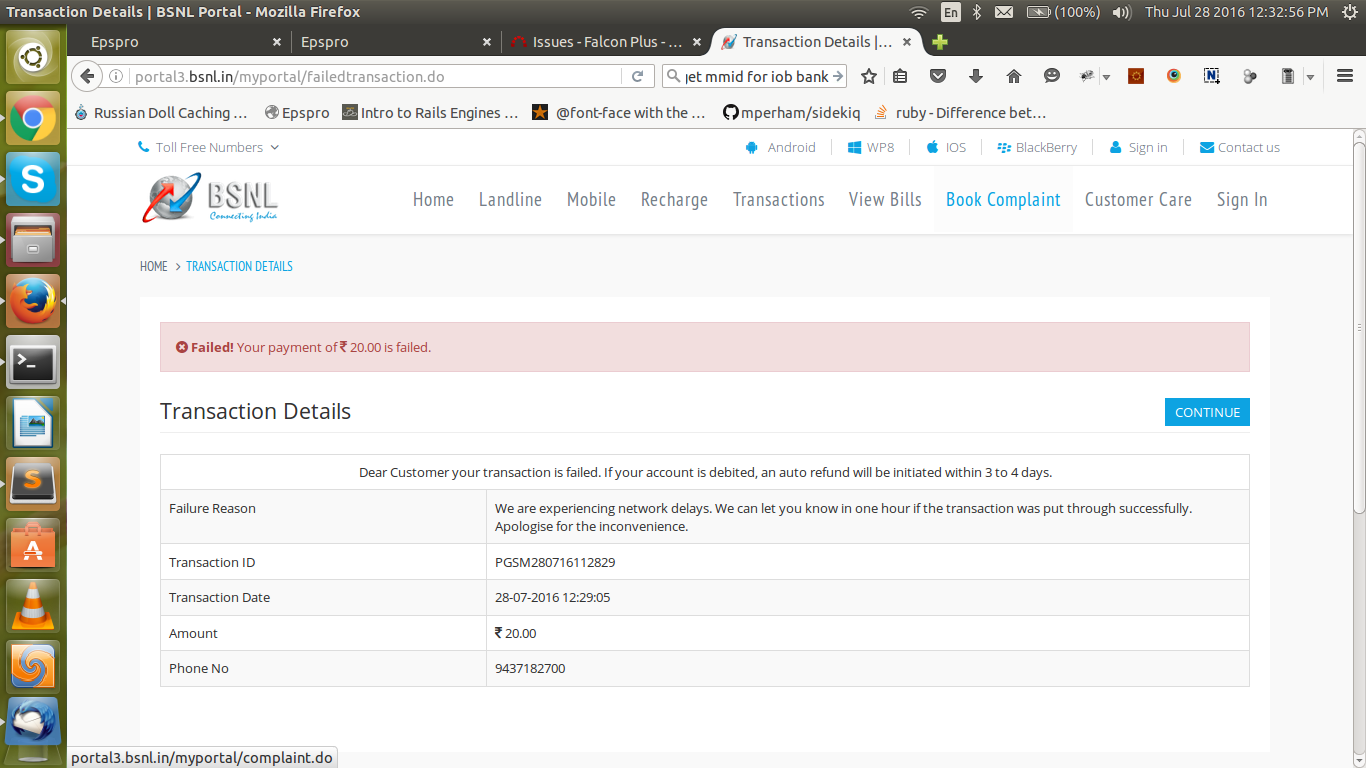 Transaction Details | BSNL Portal - Mozilla Firefox
En
(100%)
Thu Jul 28 2016 12:32:56 PM
Epspro
Epspro
Issues - Falcon Plus - ...
Transaction Details | ...
portal3.bsnl.in/myportal/failedtransaction.do
get mmid for iob bank
Russian Doll Caching ...
Epspro
Intro to Rails Engines ...
@font-face with the ...
mperham/sidekiq
ruby - Difference bet...
Toll Free Numbers
Android
WP8
IOS
BlackBerry
Sign in
Contact us
BSNL
Connecting India
Home
Landline
Mobile
Recharge
Transactions
View Bills
Book Complaint
Customer Care
Sign In
HOME > TRANSACTION DETAILS
Failed! Your payment of ₹ 20.00 is failed.
Transaction Details
CONTINUE
Dear Customer your transaction is failed. If your account is debited, an auto refund will be initiated within 3 to 4 days.
Failure Reason
We are experiencing network delays. We can let you know in one hour if the transaction was put through successfully.
Apologise for the inconvenience.
Transaction ID
PGSM280716112829
Transaction Date
28-07-2016 12:29:05
Amount
₹ 20.00
Phone No
9437182700
portal3.bsnl.in/myportal/complaint.do